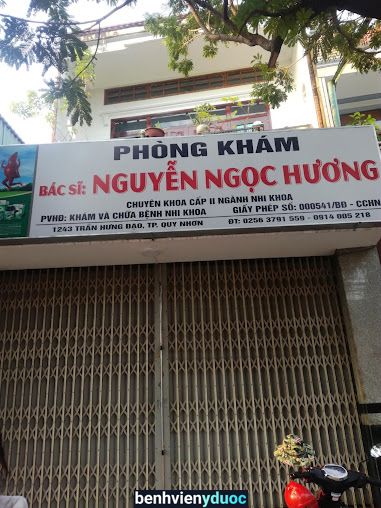 PHÒNG KHÁM
BÁC SĨ: NGUYỄN NGỌC HƯƠNG
CHUYÊN KHOA CẤP II NGÀNH NHI KHOA
PVHĐ: KHÁM VÀ CHỮA BỆNH NHI KHOA GIẤY PHÉP SỐ: 000541/BĐ - CCHN
1243 TRẦN HƯNG ĐẠO, TP. QUY NHƠN ĐT: 0256 3791 559 - 0914 005 218
benhvienyduoc